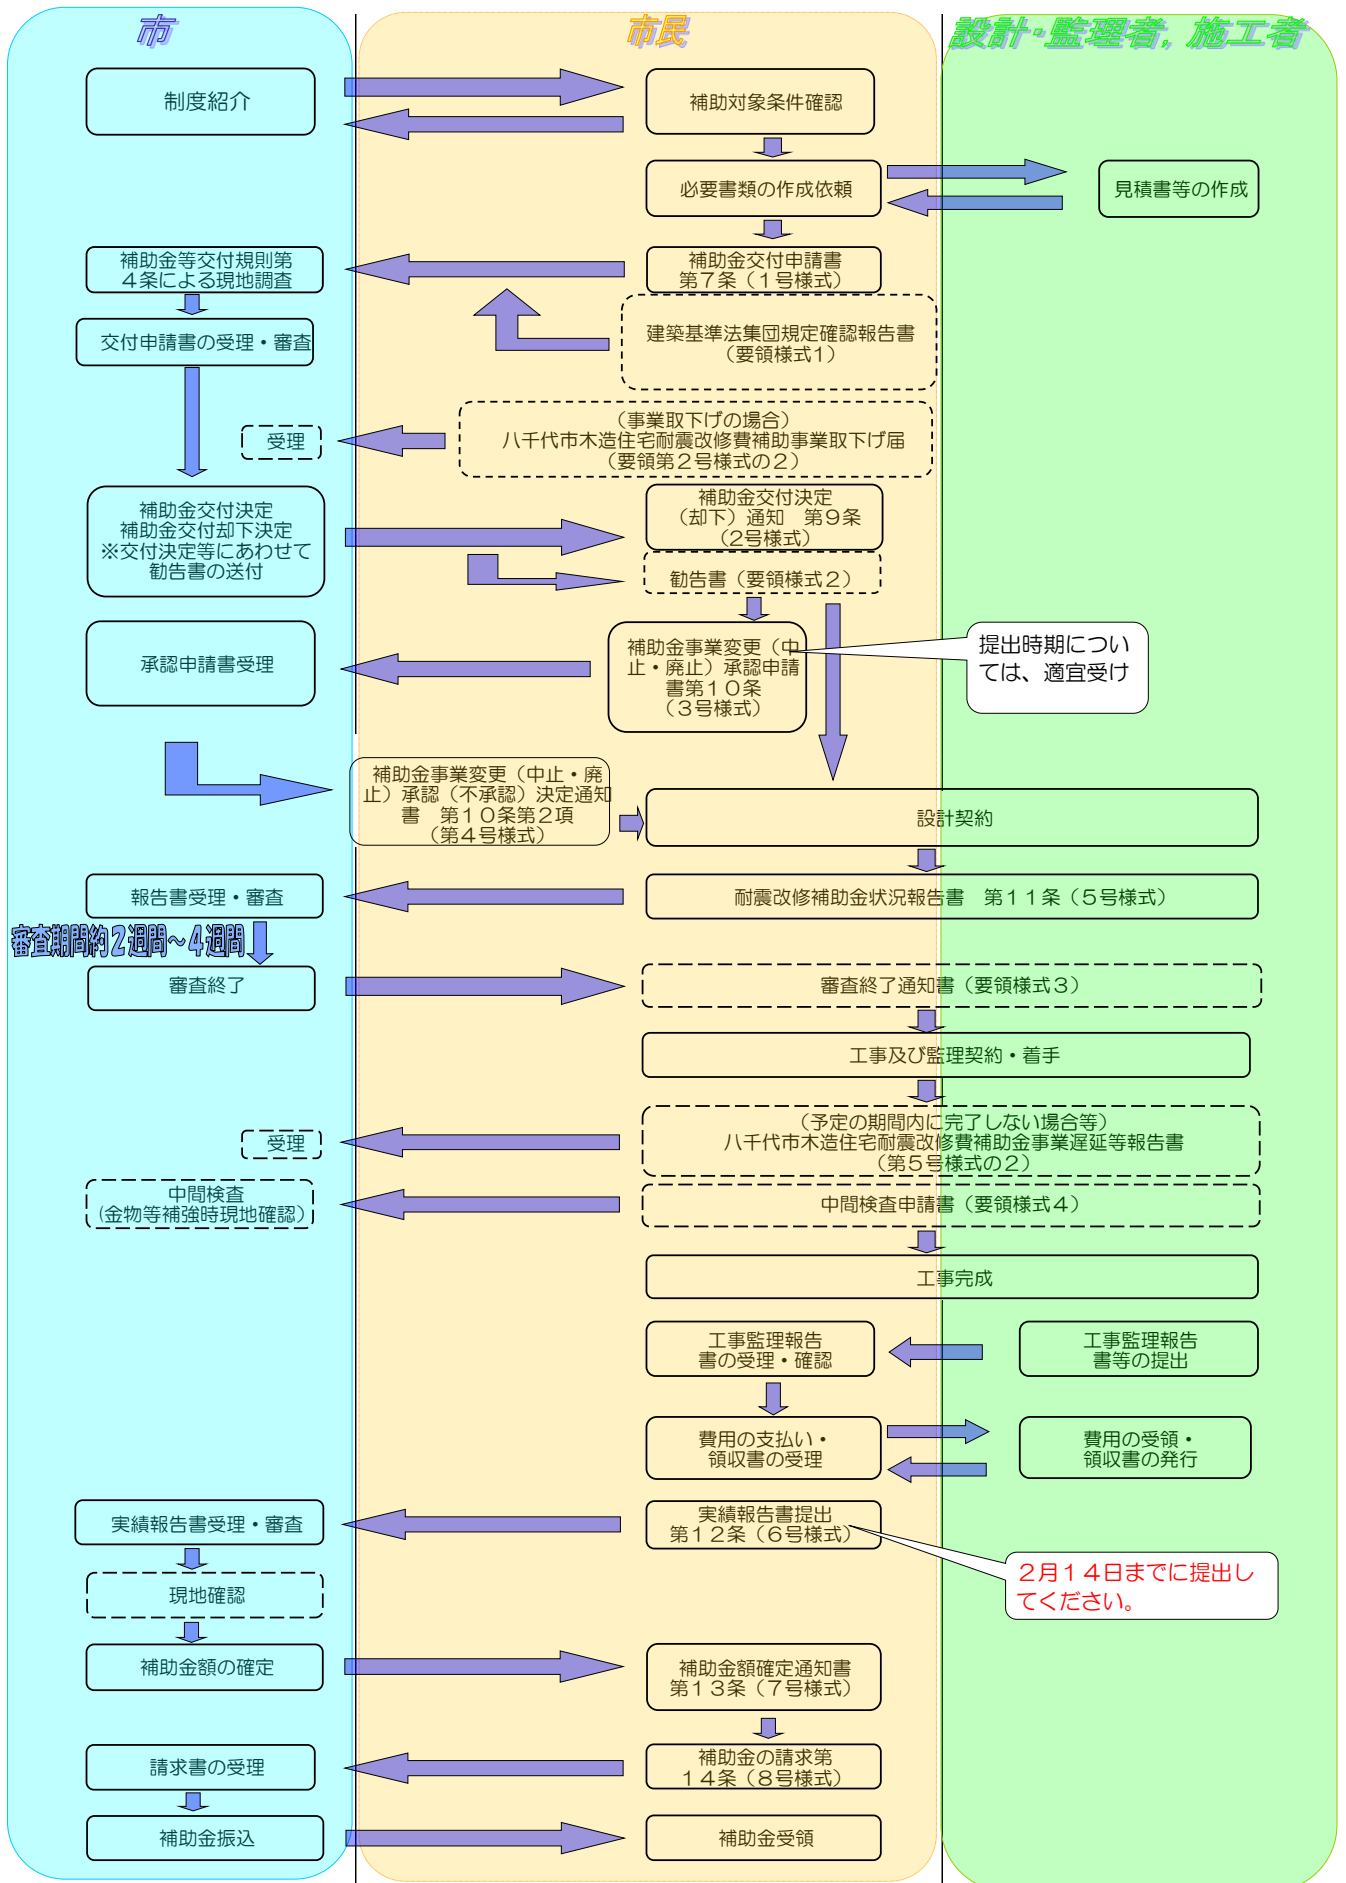 市
市民
設計・監理者, 施工者
制度紹介
補助対象条件確認
必要書類の作成依頼
見積書等の作成
補助金等交付規則第
４条による現地調査
補助金交付申請書
第７条（１号様式）
交付申請書の受理・審査
建築基準法集団規定確認報告書
（要領様式1）
（事業取下げの場合）
八千代市木造住宅耐震改修費補助事業取下げ届
（要領第２号様式の２）
受理
補助金交付決定
補助金交付却下決定
※交付決定等にあわせて
勧告書の送付
補助金交付決定
（却下）通知　第９条
（2号様式）
勧告書（要領様式２）
承認申請書受理
補助金事業変更（中
止・廃止）承認申請
書第１０条
（３号様式）
提出時期につい
ては、適宜受け
補助金事業変更（中止・廃
止）承認（不承認）決定通知
書　第１０条第２項
（第４号様式）
設計契約
報告書受理・審査
耐震改修補助金状況報告書　第１１条（５号様式）
審査期間約２週間～４週間
審査終了
審査終了通知書（要領様式３）
工事及び監理契約・着手
（予定の期間内に完了しない場合等）
八千代市木造住宅耐震改修費補助金事業遅延等報告書
（第５号様式の２）
受理
中間検査
(金物等補強時現地確認）
中間検査申請書（要領様式４）
工事完成
工事監理報告
書の受理・確認
工事監理報告
書等の提出
費用の支払い・
領収書の受理
費用の受領・
領収書の発行
実績報告書受理・審査
実績報告書提出
第１２条（６号様式）
２月１４日までに提出し
てください。
現地確認
補助金額の確定
補助金額確定通知書
第１３条（７号様式）
請求書の受理
補助金の請求第
１４条（８号様式）
補助金振込
補助金受領